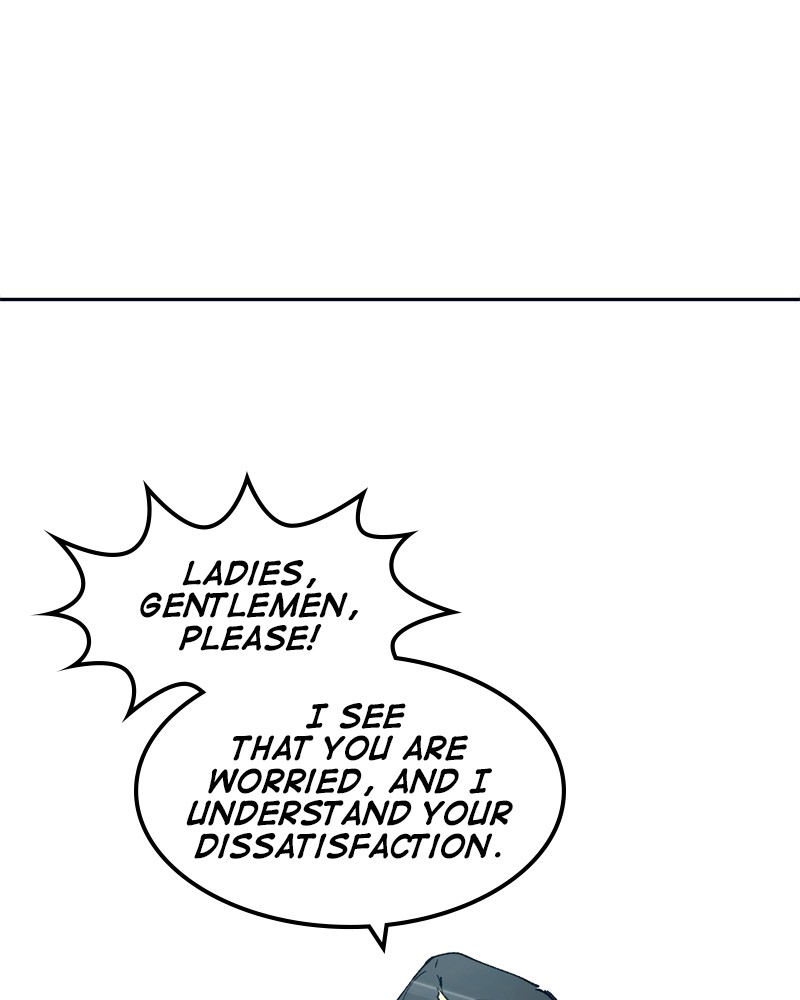 LADIES,
GENTLEMEN,
PLEASE!
I SEE
THAT YOU ARE
WORRIED, AND I
UNDERSTAND YOUR
DISSATISFACTION.